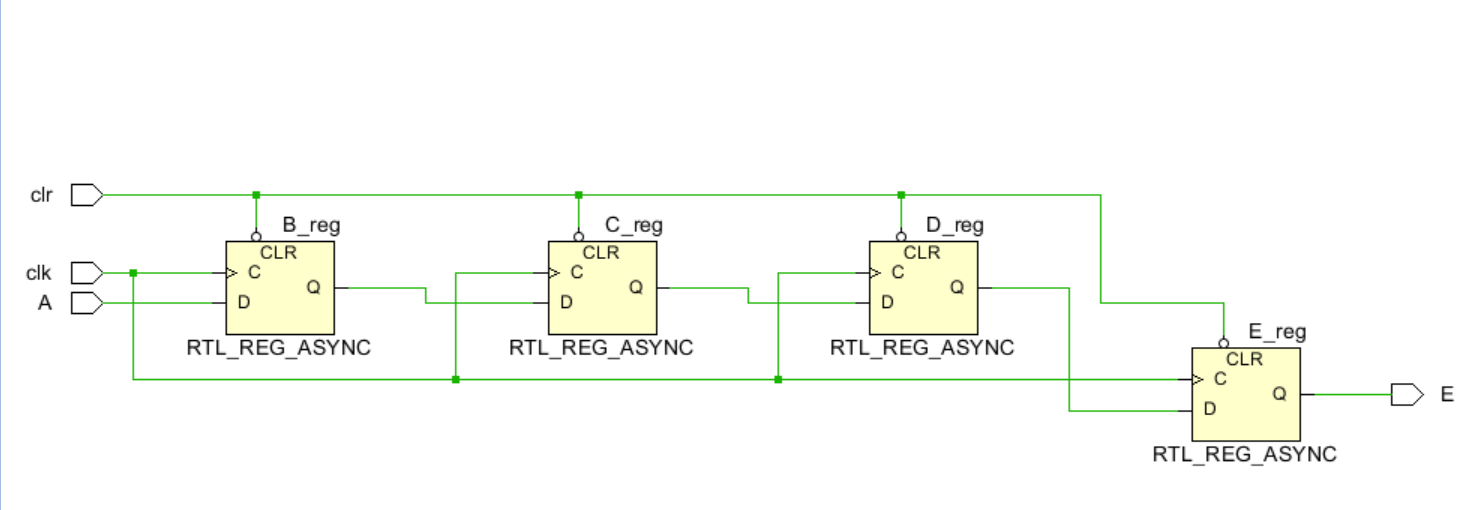 clr
B_reg
C_reg
D_reg
CLR
CLR
CLR
clk
C
C
C
Q
Q
Q
A
D
D
D
RTL_REG_ASYNC
RTL_REG_ASYNC
RTL_REG_ASYNC
E_reg
CLR
C
Q
E
D
RTL_REG_ASYNC